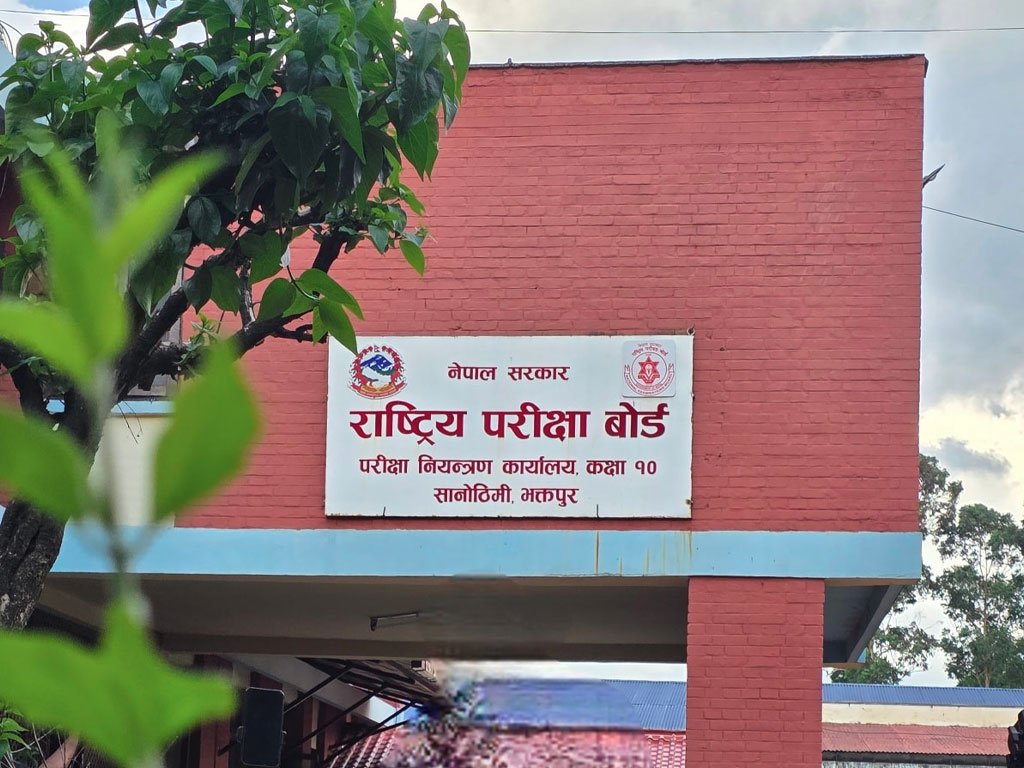 नेपाल सरकार
राष्ट्रिय परीक्षा बोर्ड
परीक्षा नियन्त्रण कार्यालय, कक्षा १०
सानोठिमी, भक्तपुर